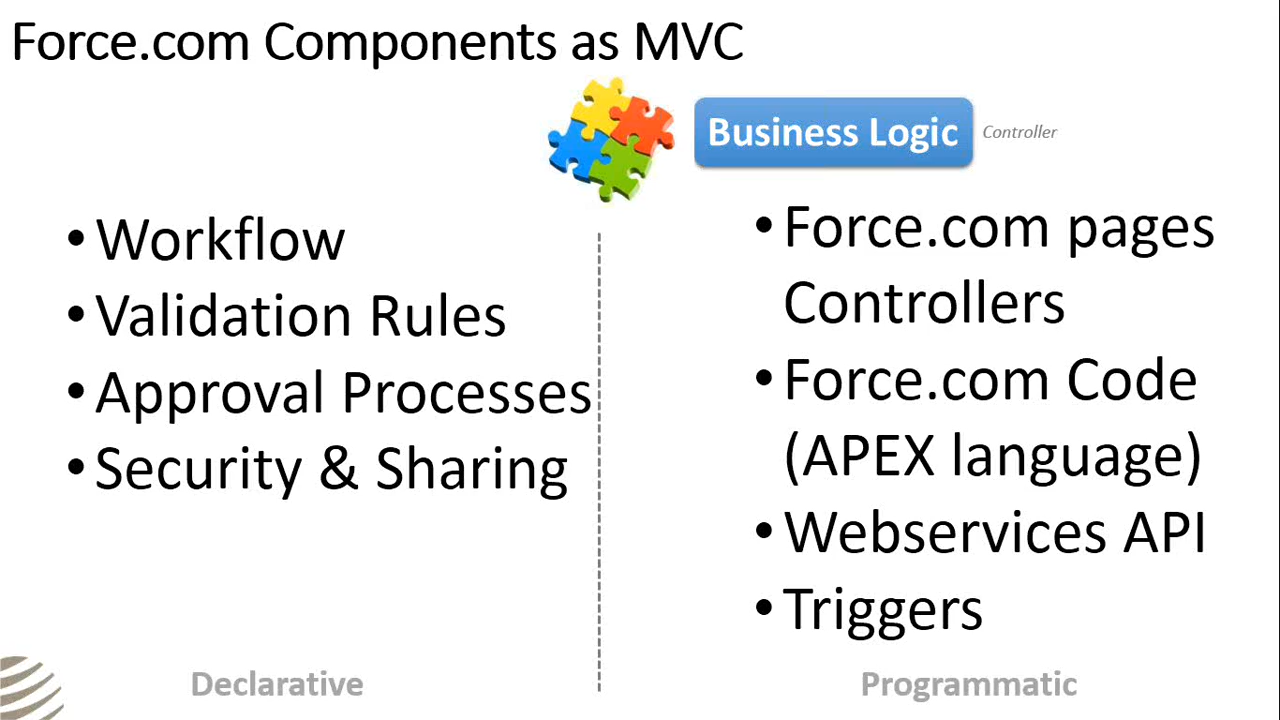 Force.com Components as MVC
Business Logic
Controller
• Workflow
• Validation Rules
• Approval Processes
• Security & Sharing
Declarative
• Force.com pages
Controllers
• Force.com Code
(APEX language)
• Webservices API
• Triggers
Programmatic